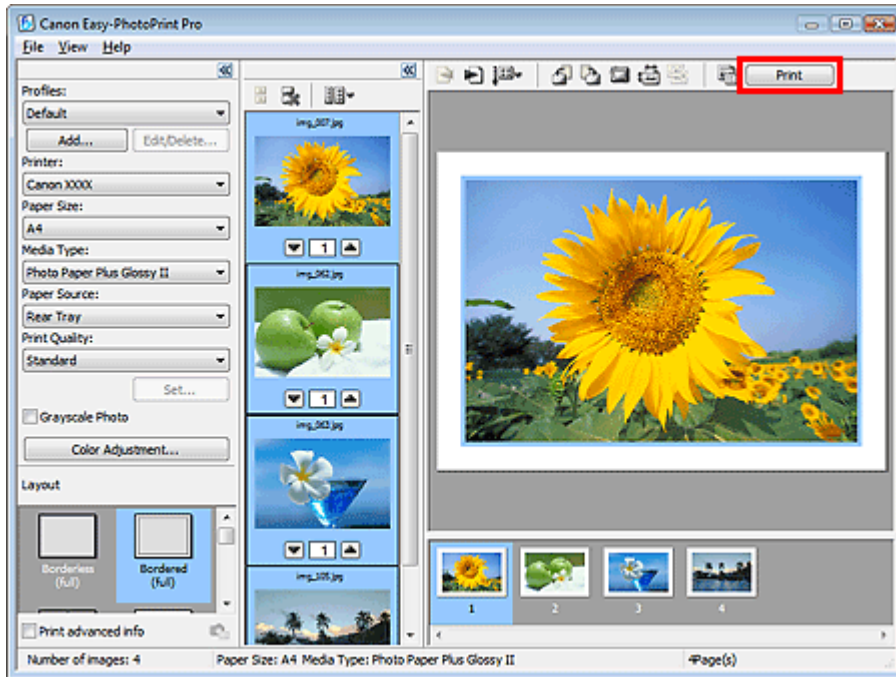 Canon Easy-PhotoPrint Pro
File View Help
Profiles:
Default
Add... Edit/Delete...
Printer:
Canon XXXX
Paper Size:
A4
Media Type:
Photo Paper Plus Glossy II
Paper Source:
Rear Tray
Print Quality:
Standard
Set...
Grayscale Photo
Color Adjustment...
Layout
Borderless
(full)
Bordered
(full)
Print advanced info
img_007.jpg
1
img_062.jpg
1
img_063.jpg
1
img_105.jpg
Print
1 2 3 4
Number of images: 4 Paper Size: A4 Media Type: Photo Paper Plus Glossy II 4Page(s)